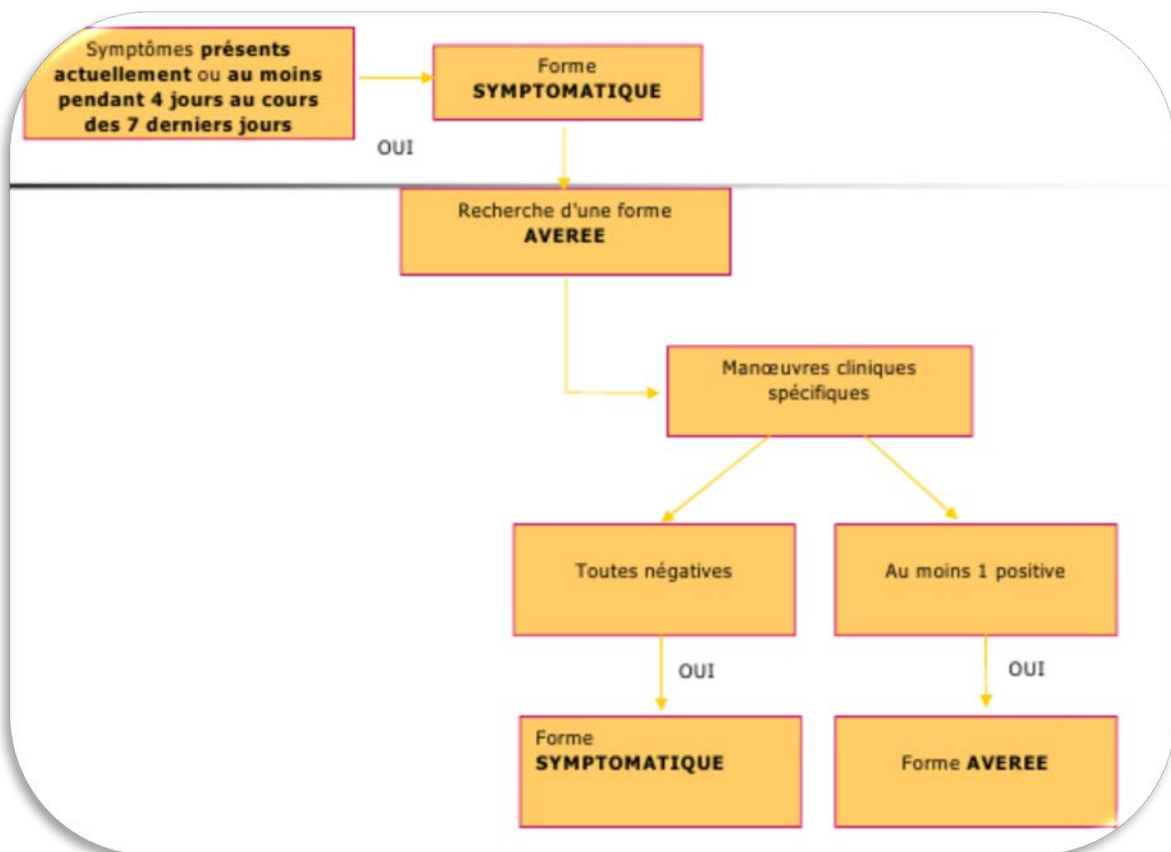 Symptômes présents
actuellement ou au moins
pendant 4 jours au cours
des 7 derniers jours
Forme
SYMPTOMATIQUE
OUI
Recherche d'une forme
AVEREE
Manœuvres cliniques
spécifiques
Toutes négatives
Au moins 1 positive
OUI
OUI
Forme
SYMPTOMATIQUE
Forme AVEREE